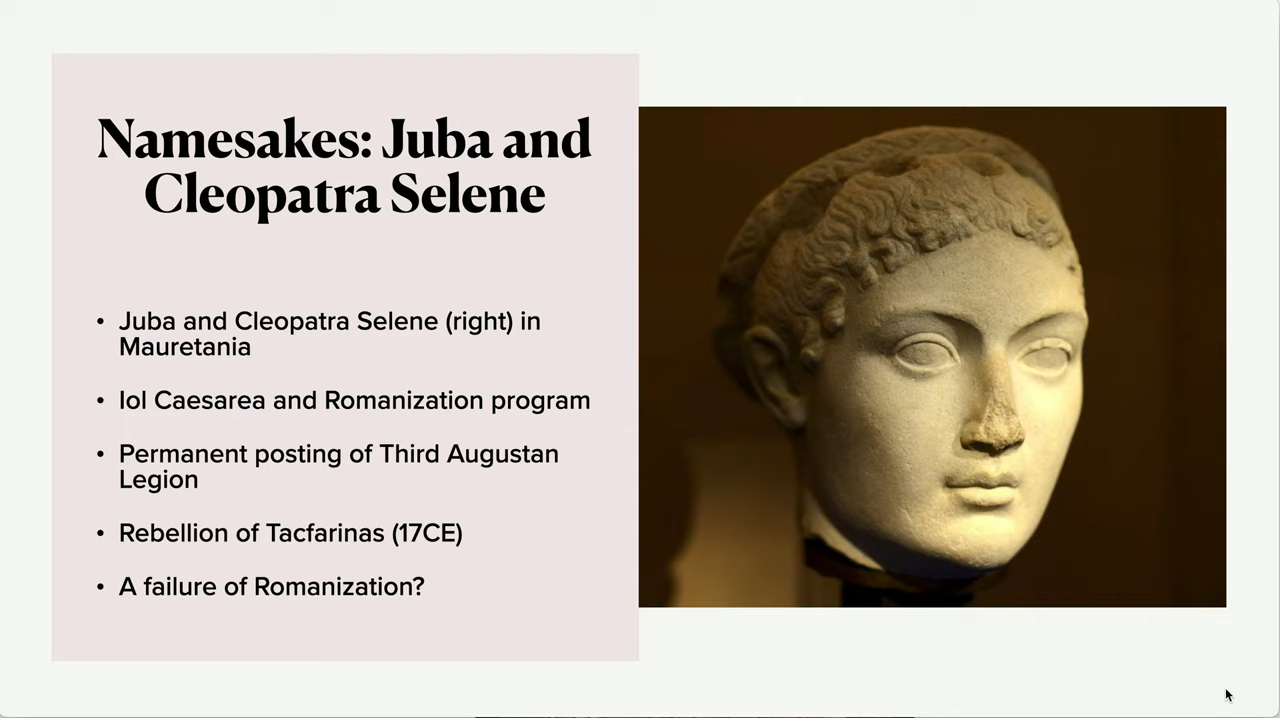 Namesakes: Juba and
Cleopatra Selene
• Juba and Cleopatra Selene (right) in
Mauretania
• Iol Caesarea and Romanization program
• Permanent posting of Third Augustan
Legion
• Rebellion of Tacfarinas (17CE)
• A failure of Romanization?